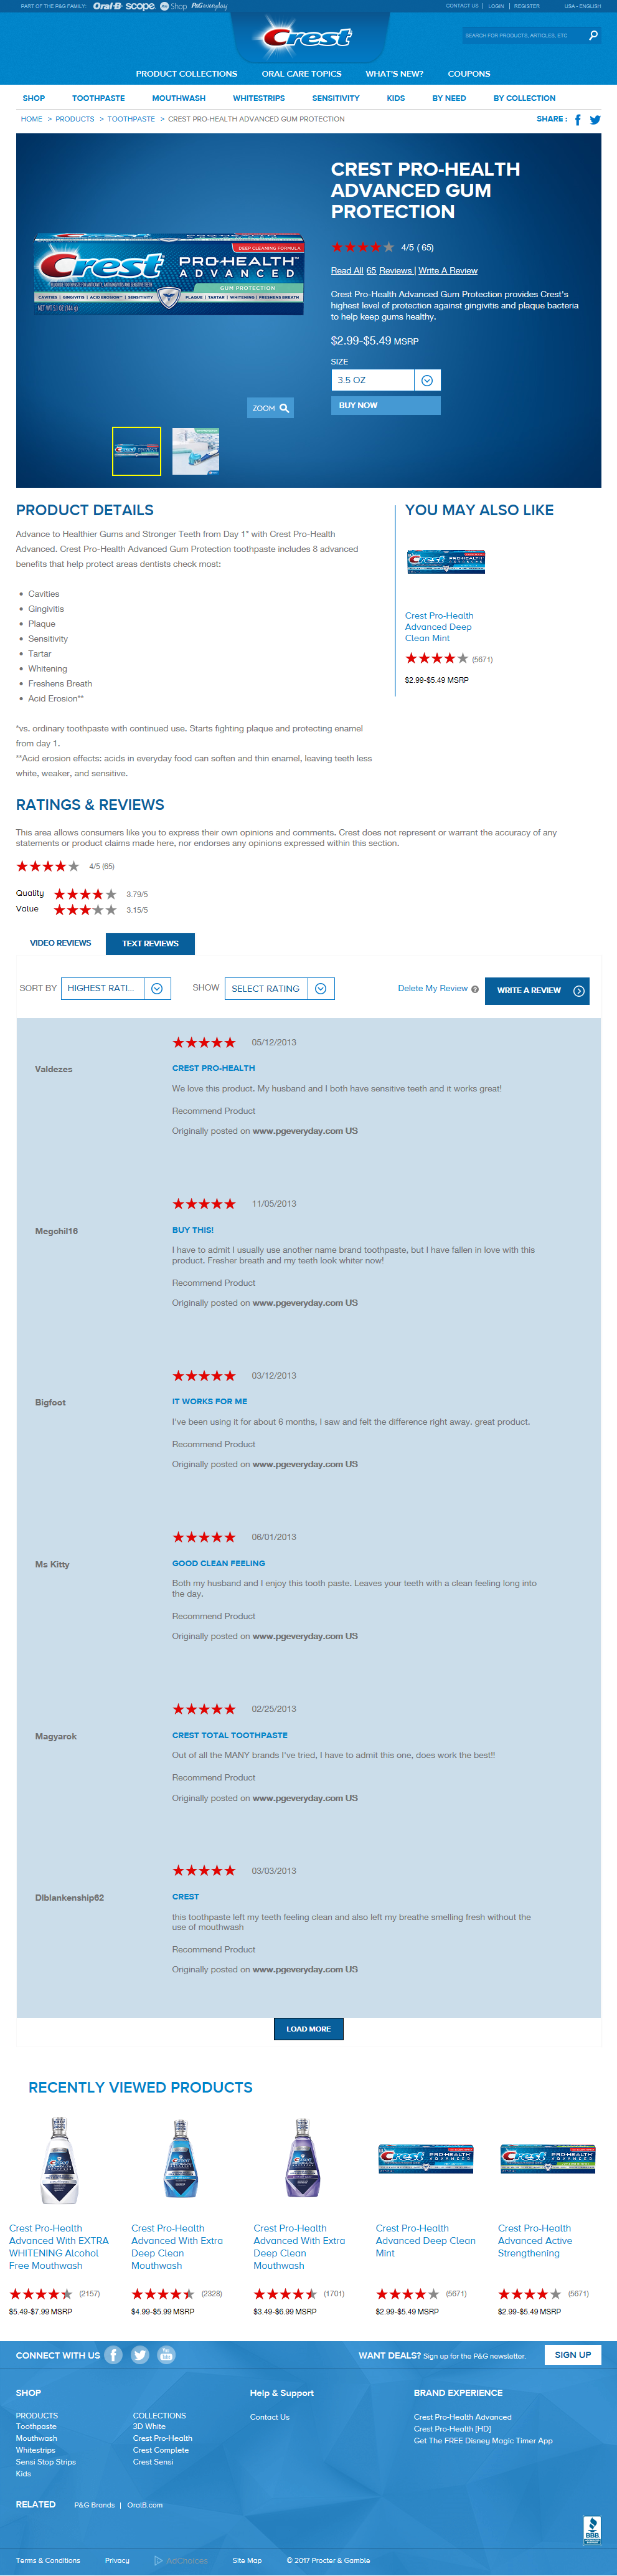 PART OF THE P&G FAMILY: Oral-B scope Shop P&G everyday
CONTACT US | LOGIN | REGISTER USA - ENGLISH
Crest
SEARCH FOR PRODUCTS, ARTICLES, ETC
PRODUCT COLLECTIONS ORAL CARE TOPICS WHAT'S NEW? COUPONS
SHOP TOOTHPASTE MOUTHWASH WHITESTRIPS SENSITIVITY KIDS BY NEED BY COLLECTION
HOME > PRODUCTS > TOOTHPASTE > CREST PRO-HEALTH ADVANCED GUM PROTECTION
SHARE :
CREST PRO-HEALTH
ADVANCED GUM
PROTECTION
4/5 ( 65)
Read All 65 Reviews | Write A Review
Crest Pro-Health Advanced Gum Protection provides Crest's
highest level of protection against gingivitis and plaque bacteria
to help keep gums healthy.
$2.99-$5.49 MSRP
SIZE
3.5 OZ
BUY NOW
DEEP CLEANING FORMULA
Crest PRO-HEALTH
ADVANCED
GUM PROTECTION
CAVITIES GINGIVITIS ACID EROSION** PLAQUE TARTAR WHITENING FRESHENS BREATH
NET WT 5.1 OZ (144 g)
ZOOM
PRODUCT DETAILS
Advance to Healthier Gums and Stronger Teeth from Day 1* with Crest Pro-Health
Advanced. Crest Pro-Health Advanced Gum Protection toothpaste includes 8 advanced
benefits that help protect areas dentists check most:
• Cavities
• Gingivitis
• Plaque
• Sensitivity
• Tartar
• Whitening
• Freshens Breath
• Acid Erosion**
*vs. ordinary toothpaste with continued use. Starts fighting plaque and protecting enamel
from day 1.
**Acid erosion effects: acids in everyday food can soften and thin enamel, leaving teeth less
white, weaker, and sensitive.
YOU MAY ALSO LIKE
Crest Pro-Health
Advanced Deep
Clean Mint
(5671)
$2.99-$5.49 MSRP
RATINGS & REVIEWS
This area allows consumers like you to express their own opinions and comments. Crest does not represent or warrant the accuracy of any
statements or product claims made here, nor endorses any opinions expressed within this section.
4/5 (65)
Quality 3.79/5
Value 3.15/5
VIDEO REVIEWS TEXT REVIEWS
SORT BY HIGHEST RATI... SHOW SELECT RATING Delete My Review ? WRITE A REVIEW
05/12/2013
Valdezes
CREST PRO-HEALTH
We love this product. My husband and I both have sensitive teeth and it works great!
Recommend Product
Originally posted on www.pgeveryday.com US
11/05/2013
Megchil16
BUY THIS!
I have to admit I usually use another name brand toothpaste, but I have fallen in love with this
product. Fresher breath and my teeth look whiter now!
Recommend Product
Originally posted on www.pgeveryday.com US
03/12/2013
Bigfoot
IT WORKS FOR ME
I've been using it for about 6 months, I saw and felt the difference right away. great product.
Recommend Product
Originally posted on www.pgeveryday.com US
06/01/2013
Ms Kitty
GOOD CLEAN FEELING
Both my husband and I enjoy this tooth paste. Leaves your teeth with a clean feeling long into
the day.
Recommend Product
Originally posted on www.pgeveryday.com US
02/25/2013
Magyarok
CREST TOTAL TOOTHPASTE
Out of all the MANY brands I've tried, I have to admit this one, does work the best!!
Recommend Product
Originally posted on www.pgeveryday.com US
03/03/2013
Dlblankenship62
CREST
this toothpaste left my teeth feeling clean and also left my breathe smelling fresh without the
use of mouthwash
Recommend Product
Originally posted on www.pgeveryday.com US
LOAD MORE
RECENTLY VIEWED PRODUCTS
Crest Pro-Health
Advanced With EXTRA
WHITENING Alcohol
Free Mouthwash
(2157)
$5.49-$7.99 MSRP
Crest Pro-Health
Advanced With Extra
Deep Clean
Mouthwash
(2328)
$4.99-$5.99 MSRP
Crest Pro-Health
Advanced With Extra
Deep Clean
Mouthwash
(1701)
$3.49-$6.99 MSRP
Crest Pro-Health
Advanced Deep Clean
Mint
(5671)
$2.99-$5.49 MSRP
Crest Pro-Health
Advanced Active
Strengthening
(5671)
$2.99-$5.49 MSRP
CONNECT WITH US
WANT DEALS? Sign up for the P&G newsletter. SIGN UP
SHOP
PRODUCTS
Toothpaste
Mouthwash
Whitestrips
Sensi Stop Strips
Kids
COLLECTIONS
3D White
Crest Pro-Health
Crest Complete
Crest Sensi
Help & Support
Contact Us
BRAND EXPERIENCE
Crest Pro-Health Advanced
Crest Pro-Health [HD]
Get The FREE Disney Magic Timer App
RELATED P&G Brands | OralB.com
BBB
Terms & Conditions Privacy AdChoices Site Map © 2017 Procter & Gamble